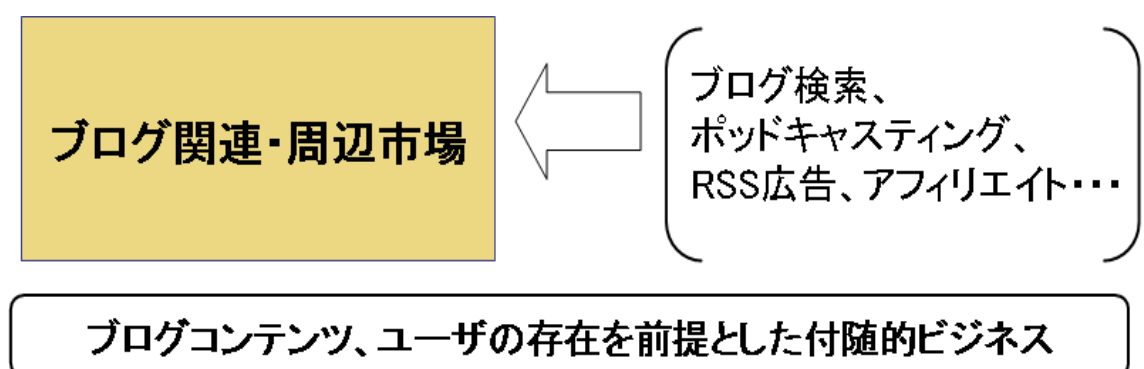 ブログ関連・周辺市場
ブログ検索、
ポッドキャスティング、
RSS広告、アフィリエイト・・・
ブログコンテンツ、ユーザの存在を前提とした付随的ビジネス